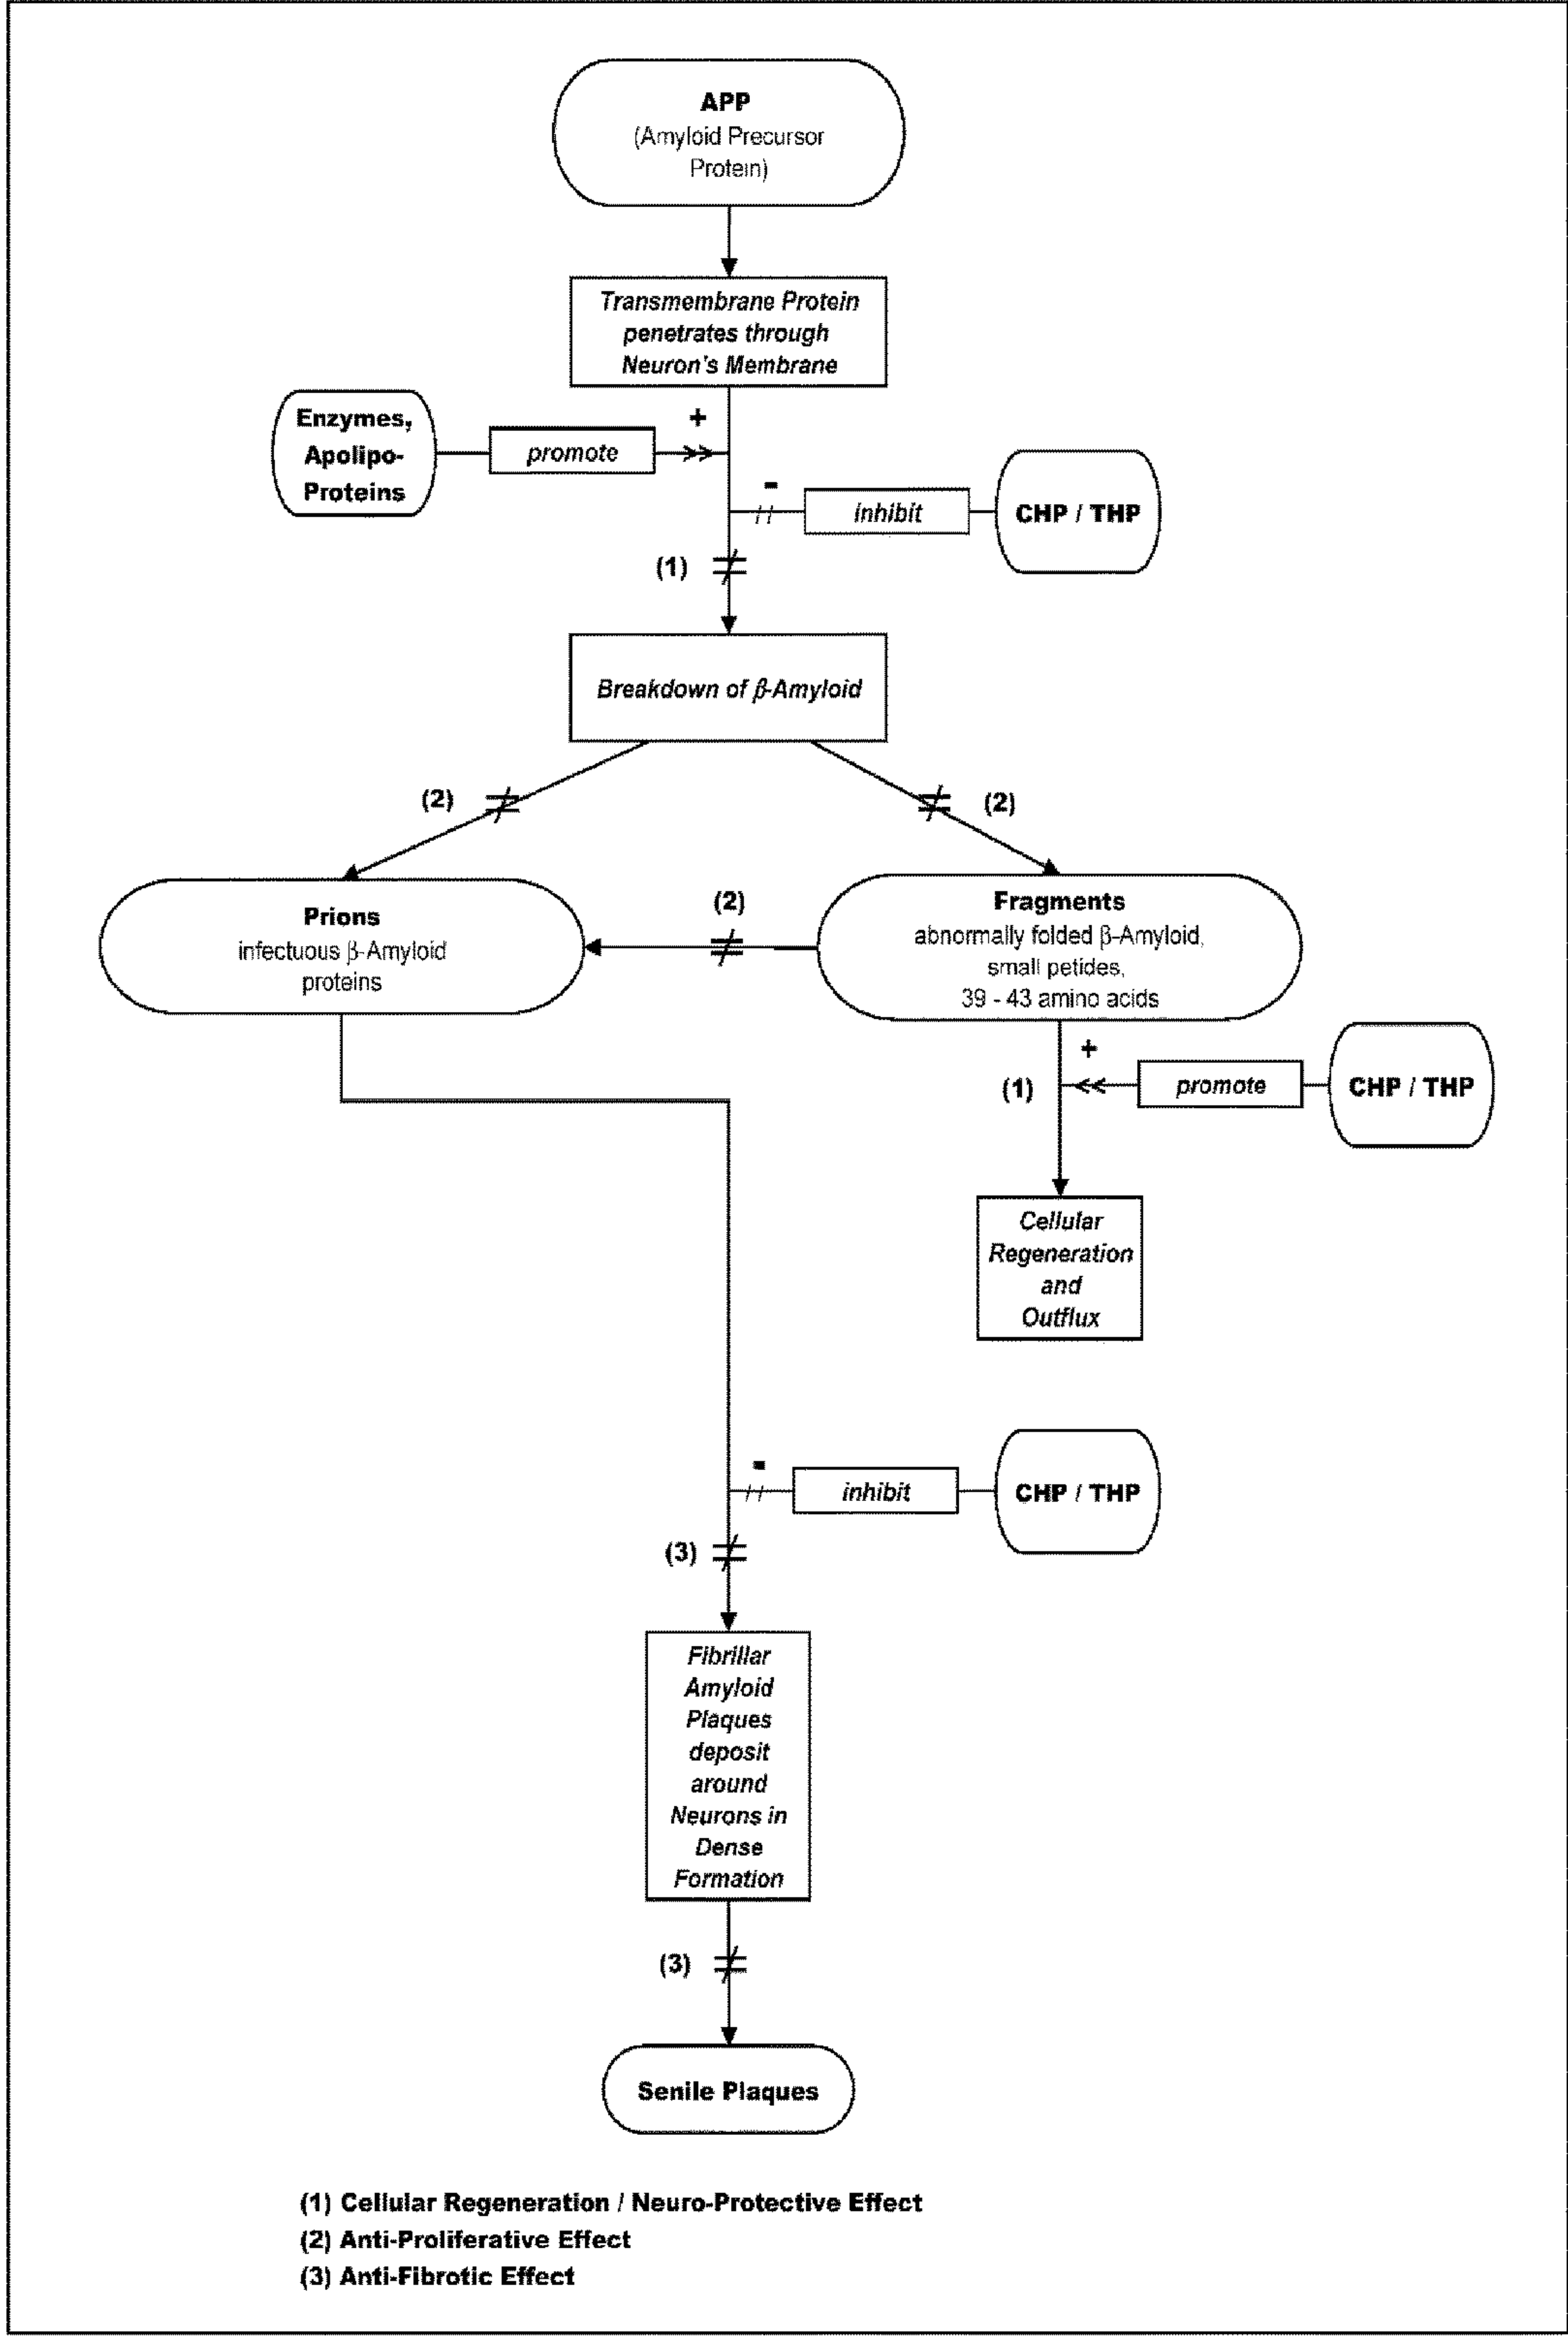 APP
(Amyloid Precursor
Protein)
Transmembrane Protein
penetrates through
Neuron's Membrane
Enzymes,
Apolipo-
Proteins
promote
+
-
inhibit
CHP / THP
(1)
Breakdown of β-Amyloid
(2)
(2)
Prions
infectuous β-Amyloid
proteins
(2)
Fragments
abnormally folded β-Amyloid,
small petides,
39 - 43 amino acids
+
(1)
promote
CHP / THP
Cellular
Regeneration
and
Outflux
-
inhibit
CHP / THP
(3)
Fibrillar
Amyloid
Plaques
deposit
around
Neurons in
Dense
Formation
(3)
Senile Plaques
(1) Cellular Regeneration / Neuro-Protective Effect
(2) Anti-Proliferative Effect
(3) Anti-Fibrotic Effect